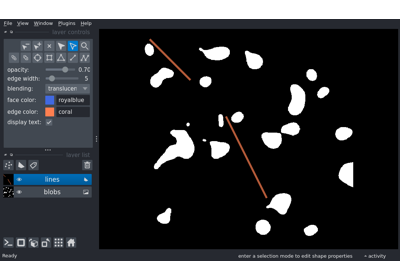 File View Window Plugins Help
layer controls
opacity: 0.70
edge width: 5
blending: translucen
face color: royalblue
edge color: coral
display text:
layer list
lines
blobs
Ready enter a selection mode to edit shape properties activity